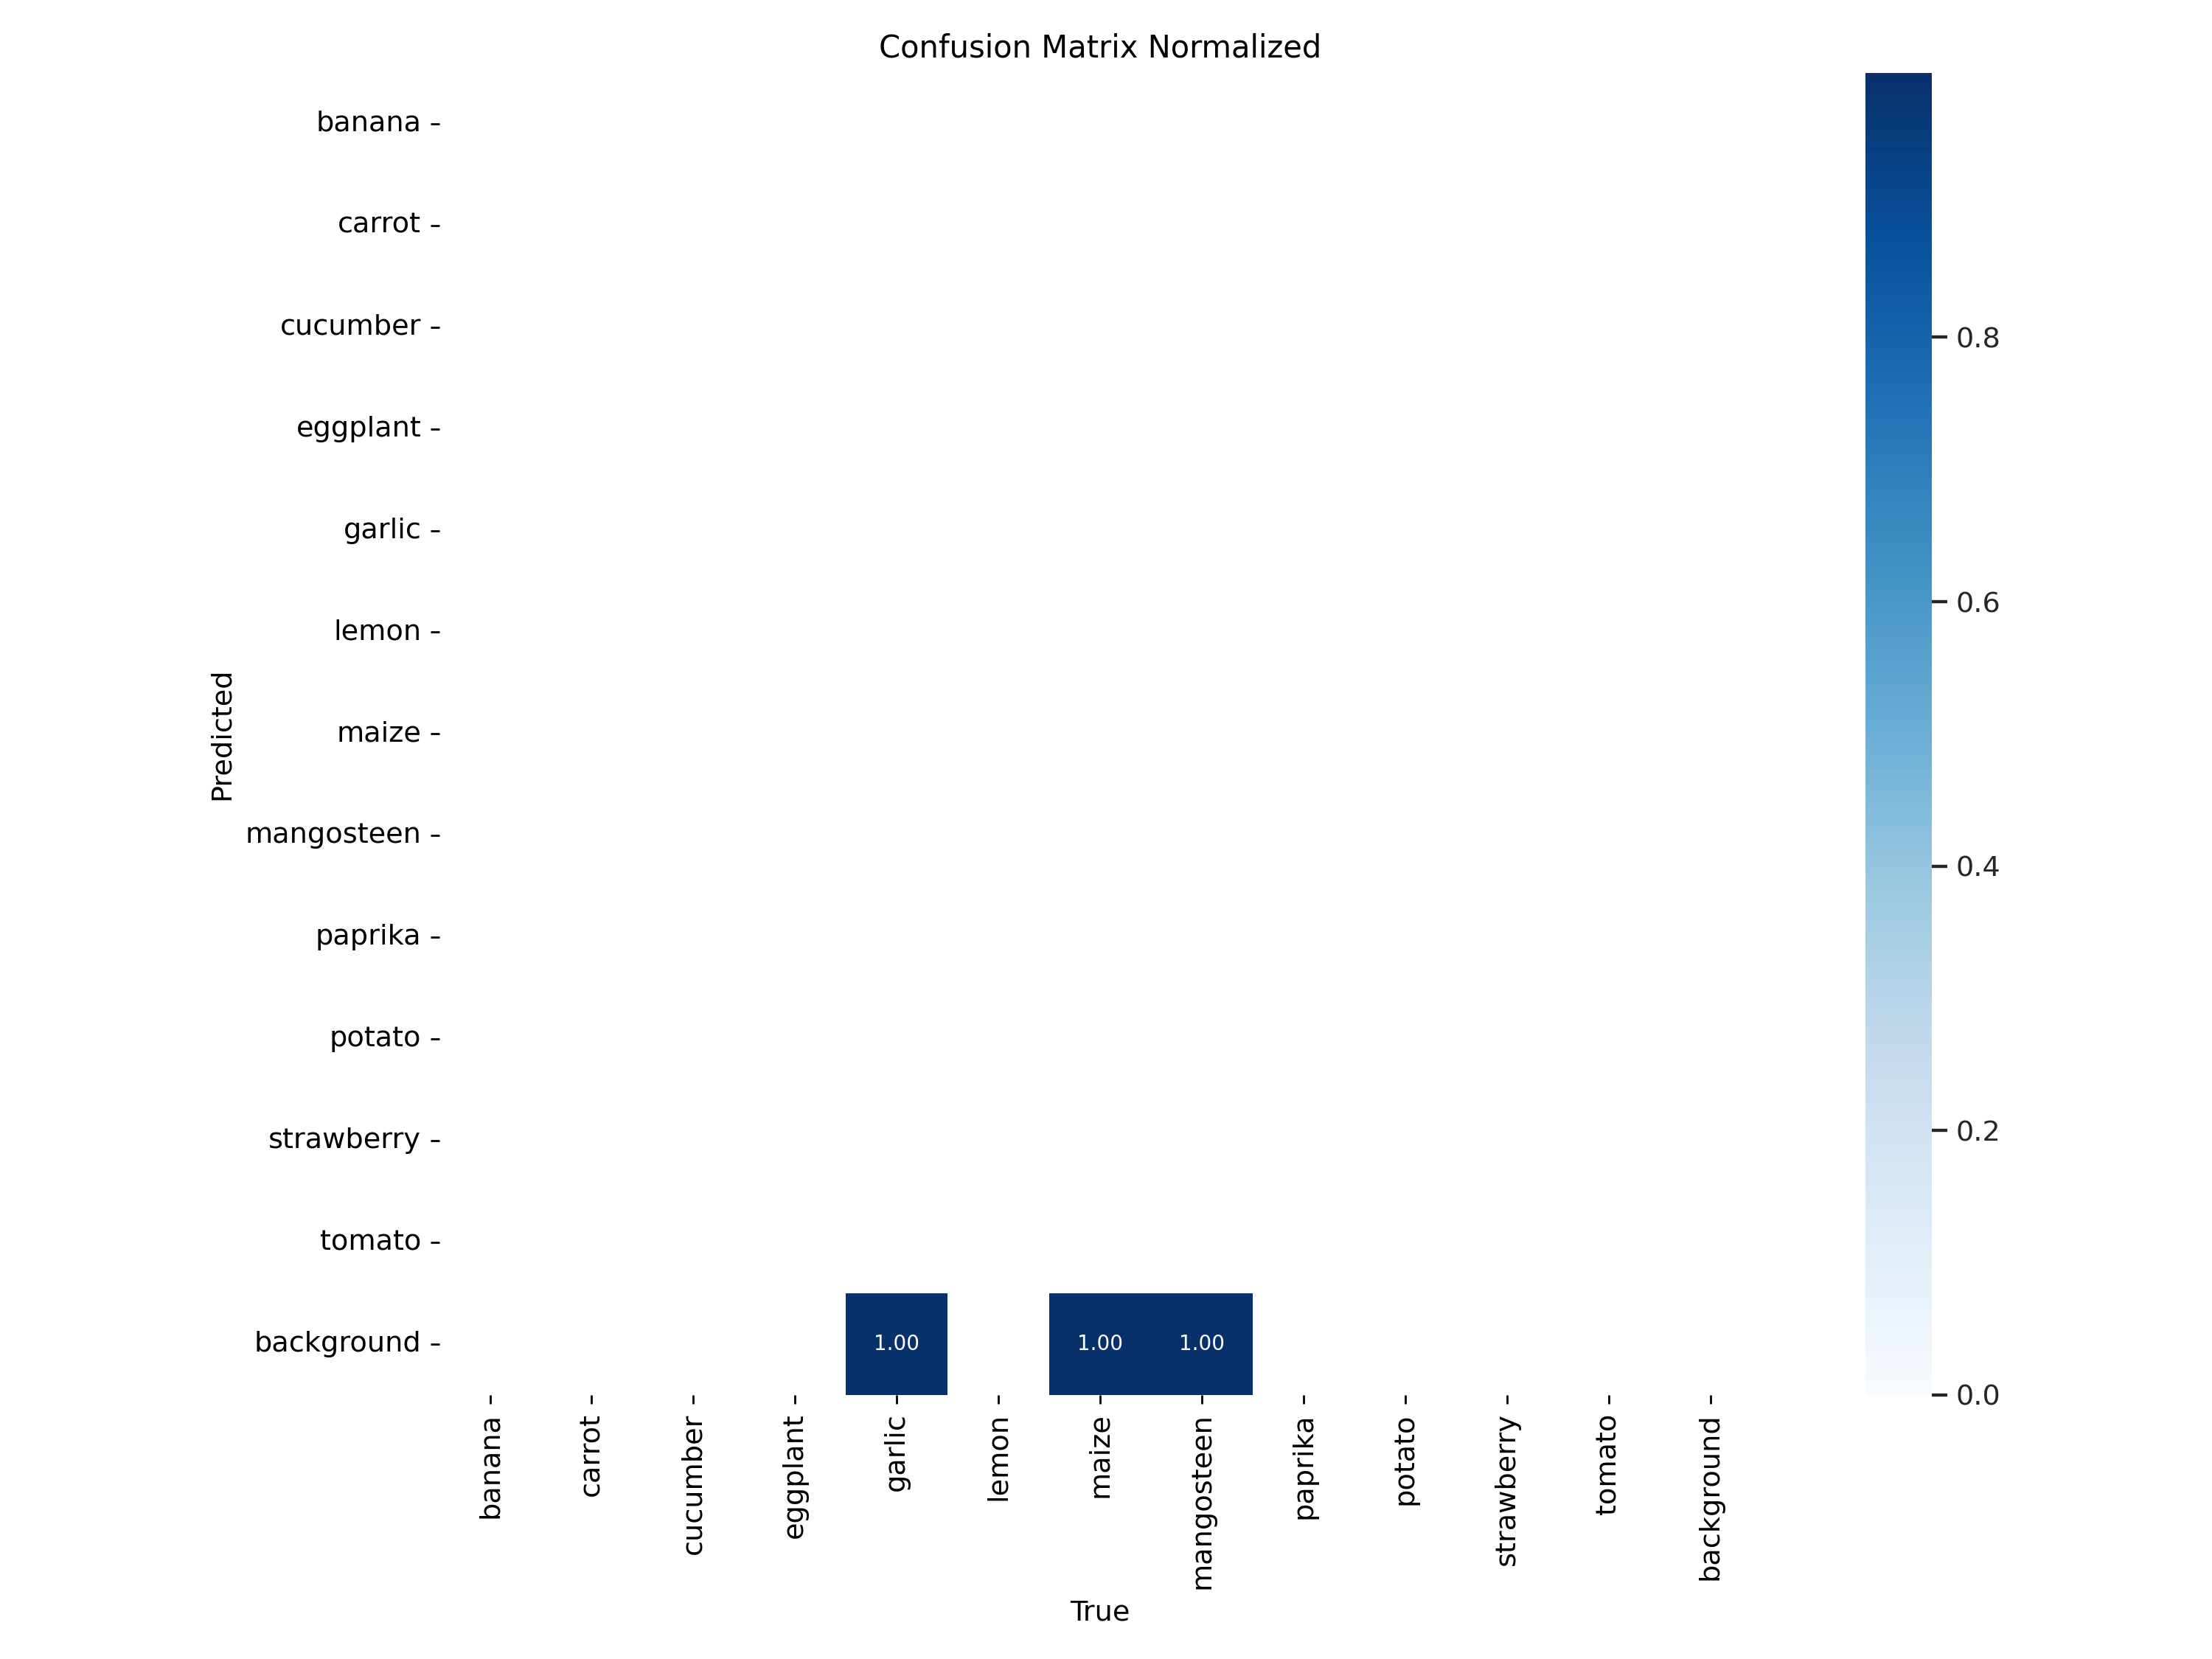 Confusion Matrix Normalized
banana
carrot
cucumber
eggplant
garlic
lemon
maize
mangosteen
paprika
potato
strawberry
tomato
background
Predicted
1.00 1.00 1.00
banana carrot cucumber eggplant garlic lemon maize mangosteen paprika potato strawberry tomato background
True
0.8
0.6
0.4
0.2
0.0